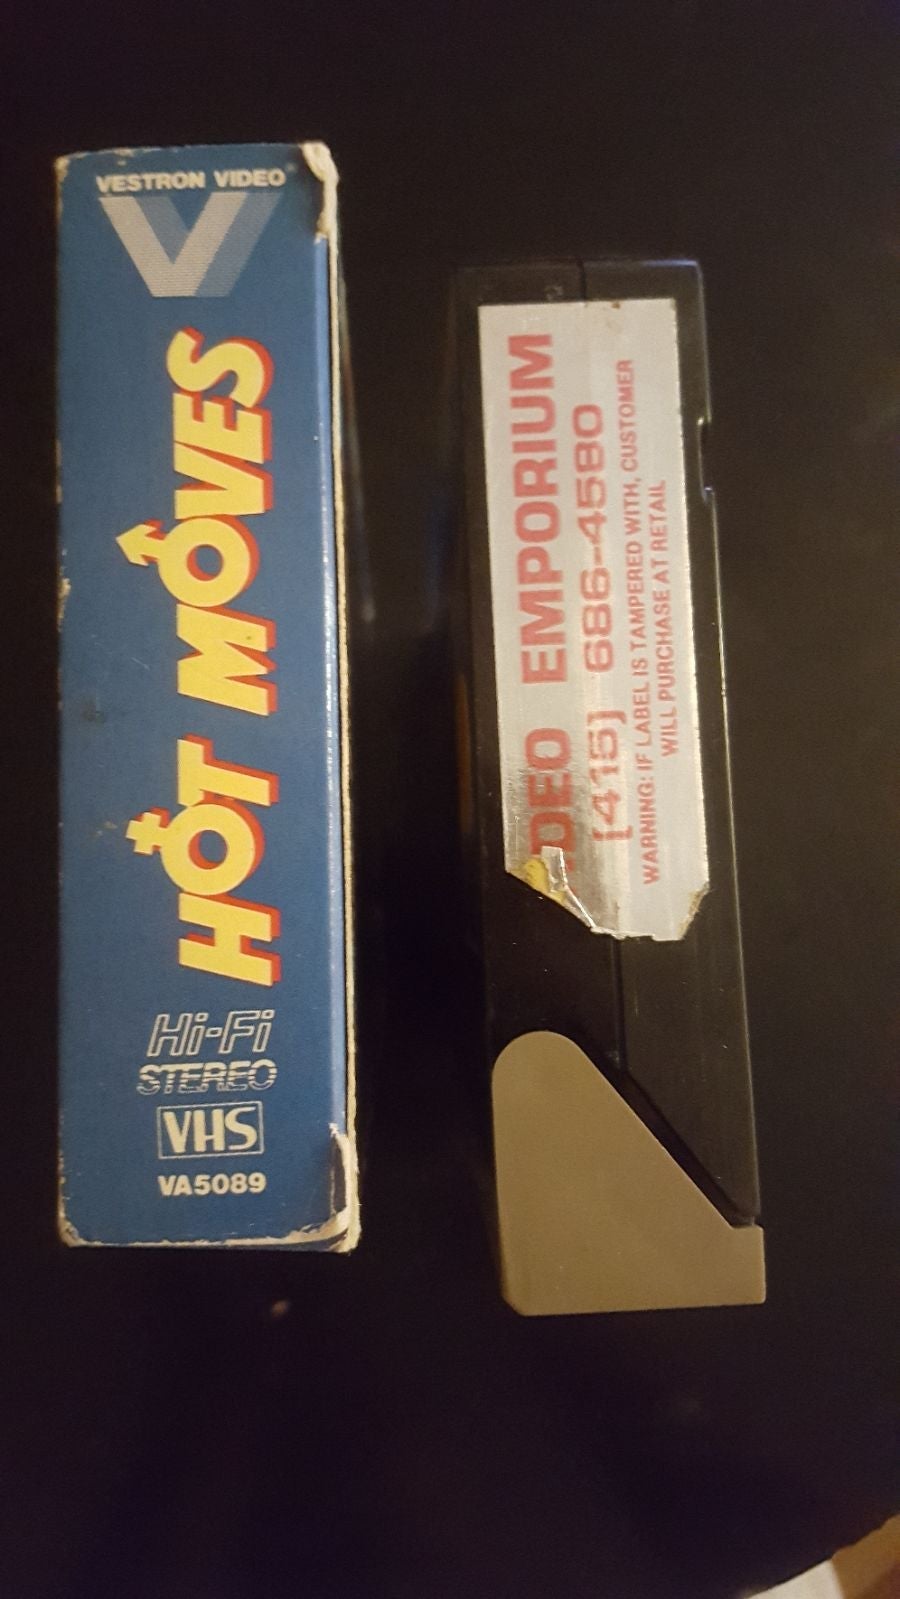 VESTRON VIDEO
HOT MOVES
Hi-Fi
STEREO
VHS
VA5089
DEO EMPORIUM
(415) 686-4580
WARNING: IF LABEL IS TAMPERED WITH, CUSTOMER
WILL PURCHASE AT RETAIL